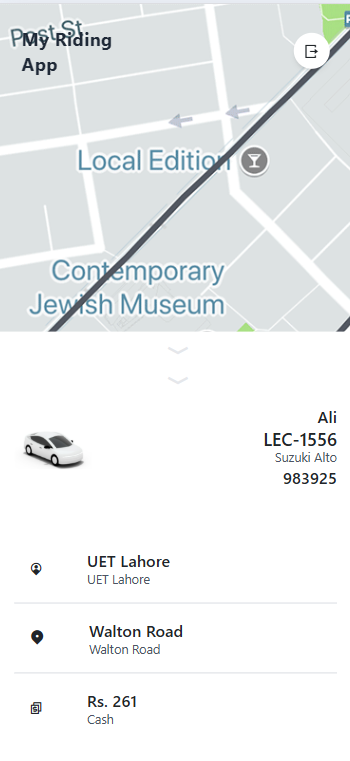 Post St
My Riding
App
Local Edition
Contemporary
Jewish Museum
Ali
LEC-1556
Suzuki Alto
983925
UET Lahore
UET Lahore
Walton Road
Walton Road
Rs. 261
Cash